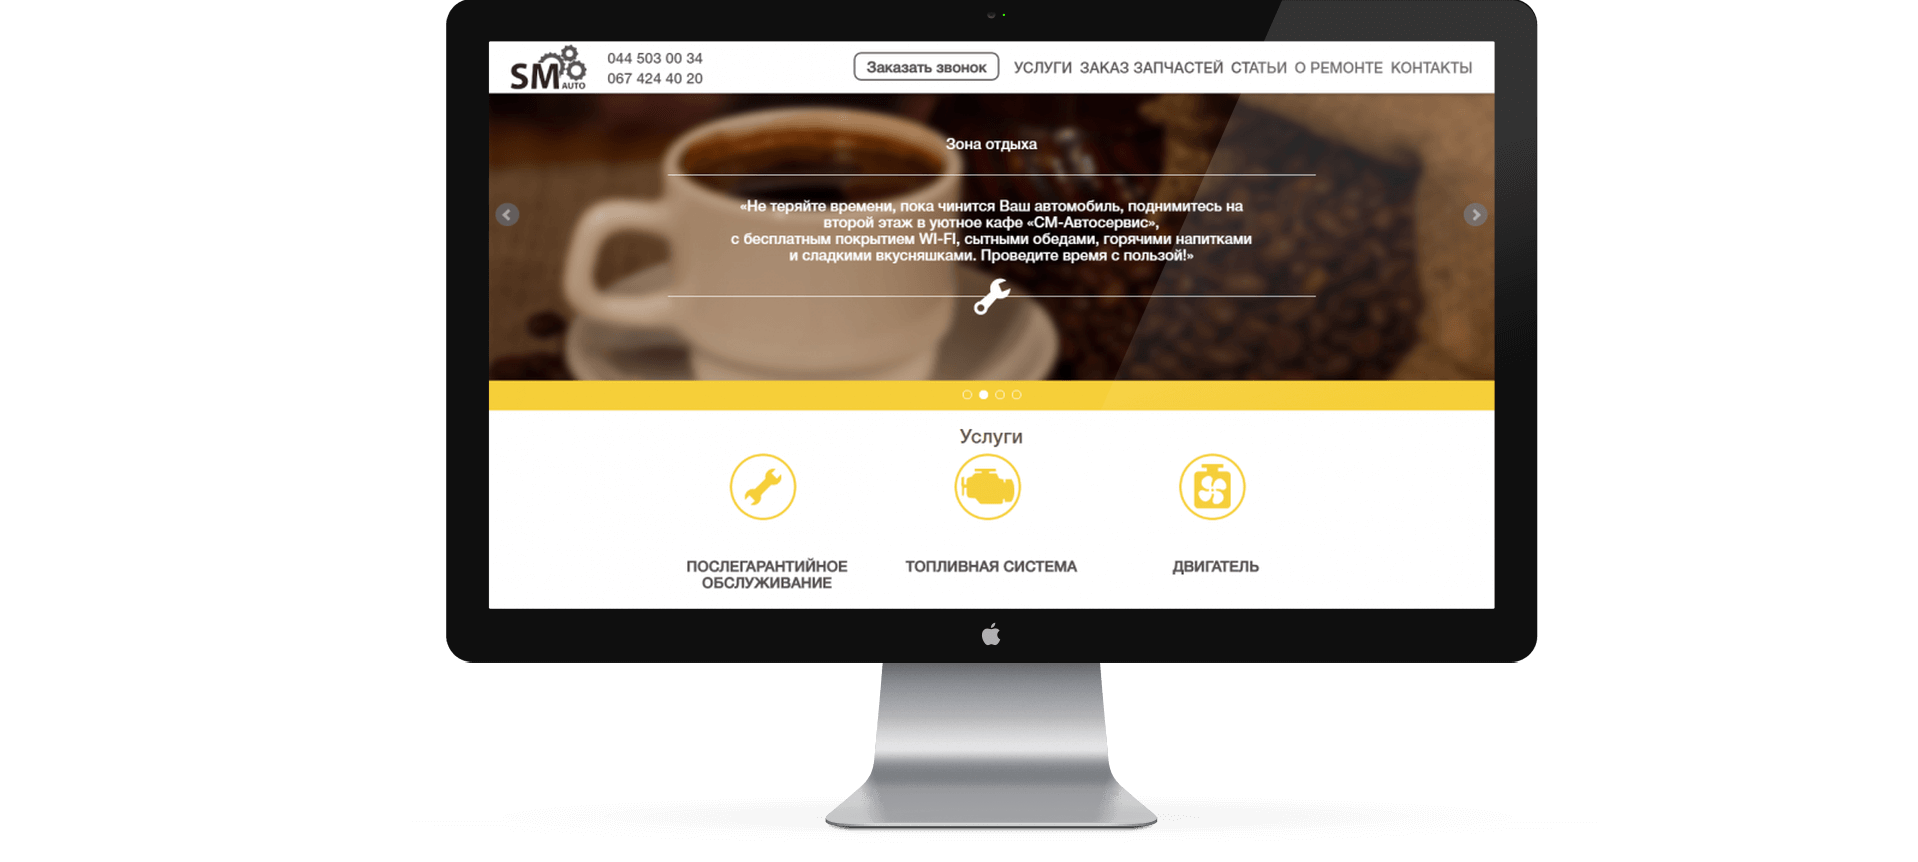 SM
AUTO
044 503 00 34
067 424 40 20
Заказать звонок
УСЛУГИ ЗАКАЗ ЗАПЧАСТЕЙ СТАТЬИ О РЕМОНТЕ КОНТАКТЫ
Зона отдыха
«Не теряйте времени, пока чинится Ваш автомобиль, поднимитесь на
второй этаж в уютное кафе «СМ-Автосервис»,
с бесплатным покрытием WI-FI, сытными обедами, горячими напитками
и сладкими вкусняшками. Проведите время с пользой!»
Услуги
ПОСЛЕГАРАНТИЙНОЕ
ОБСЛУЖИВАНИЕ
ТОПЛИВНАЯ СИСТЕМА
ДВИГАТЕЛЬ